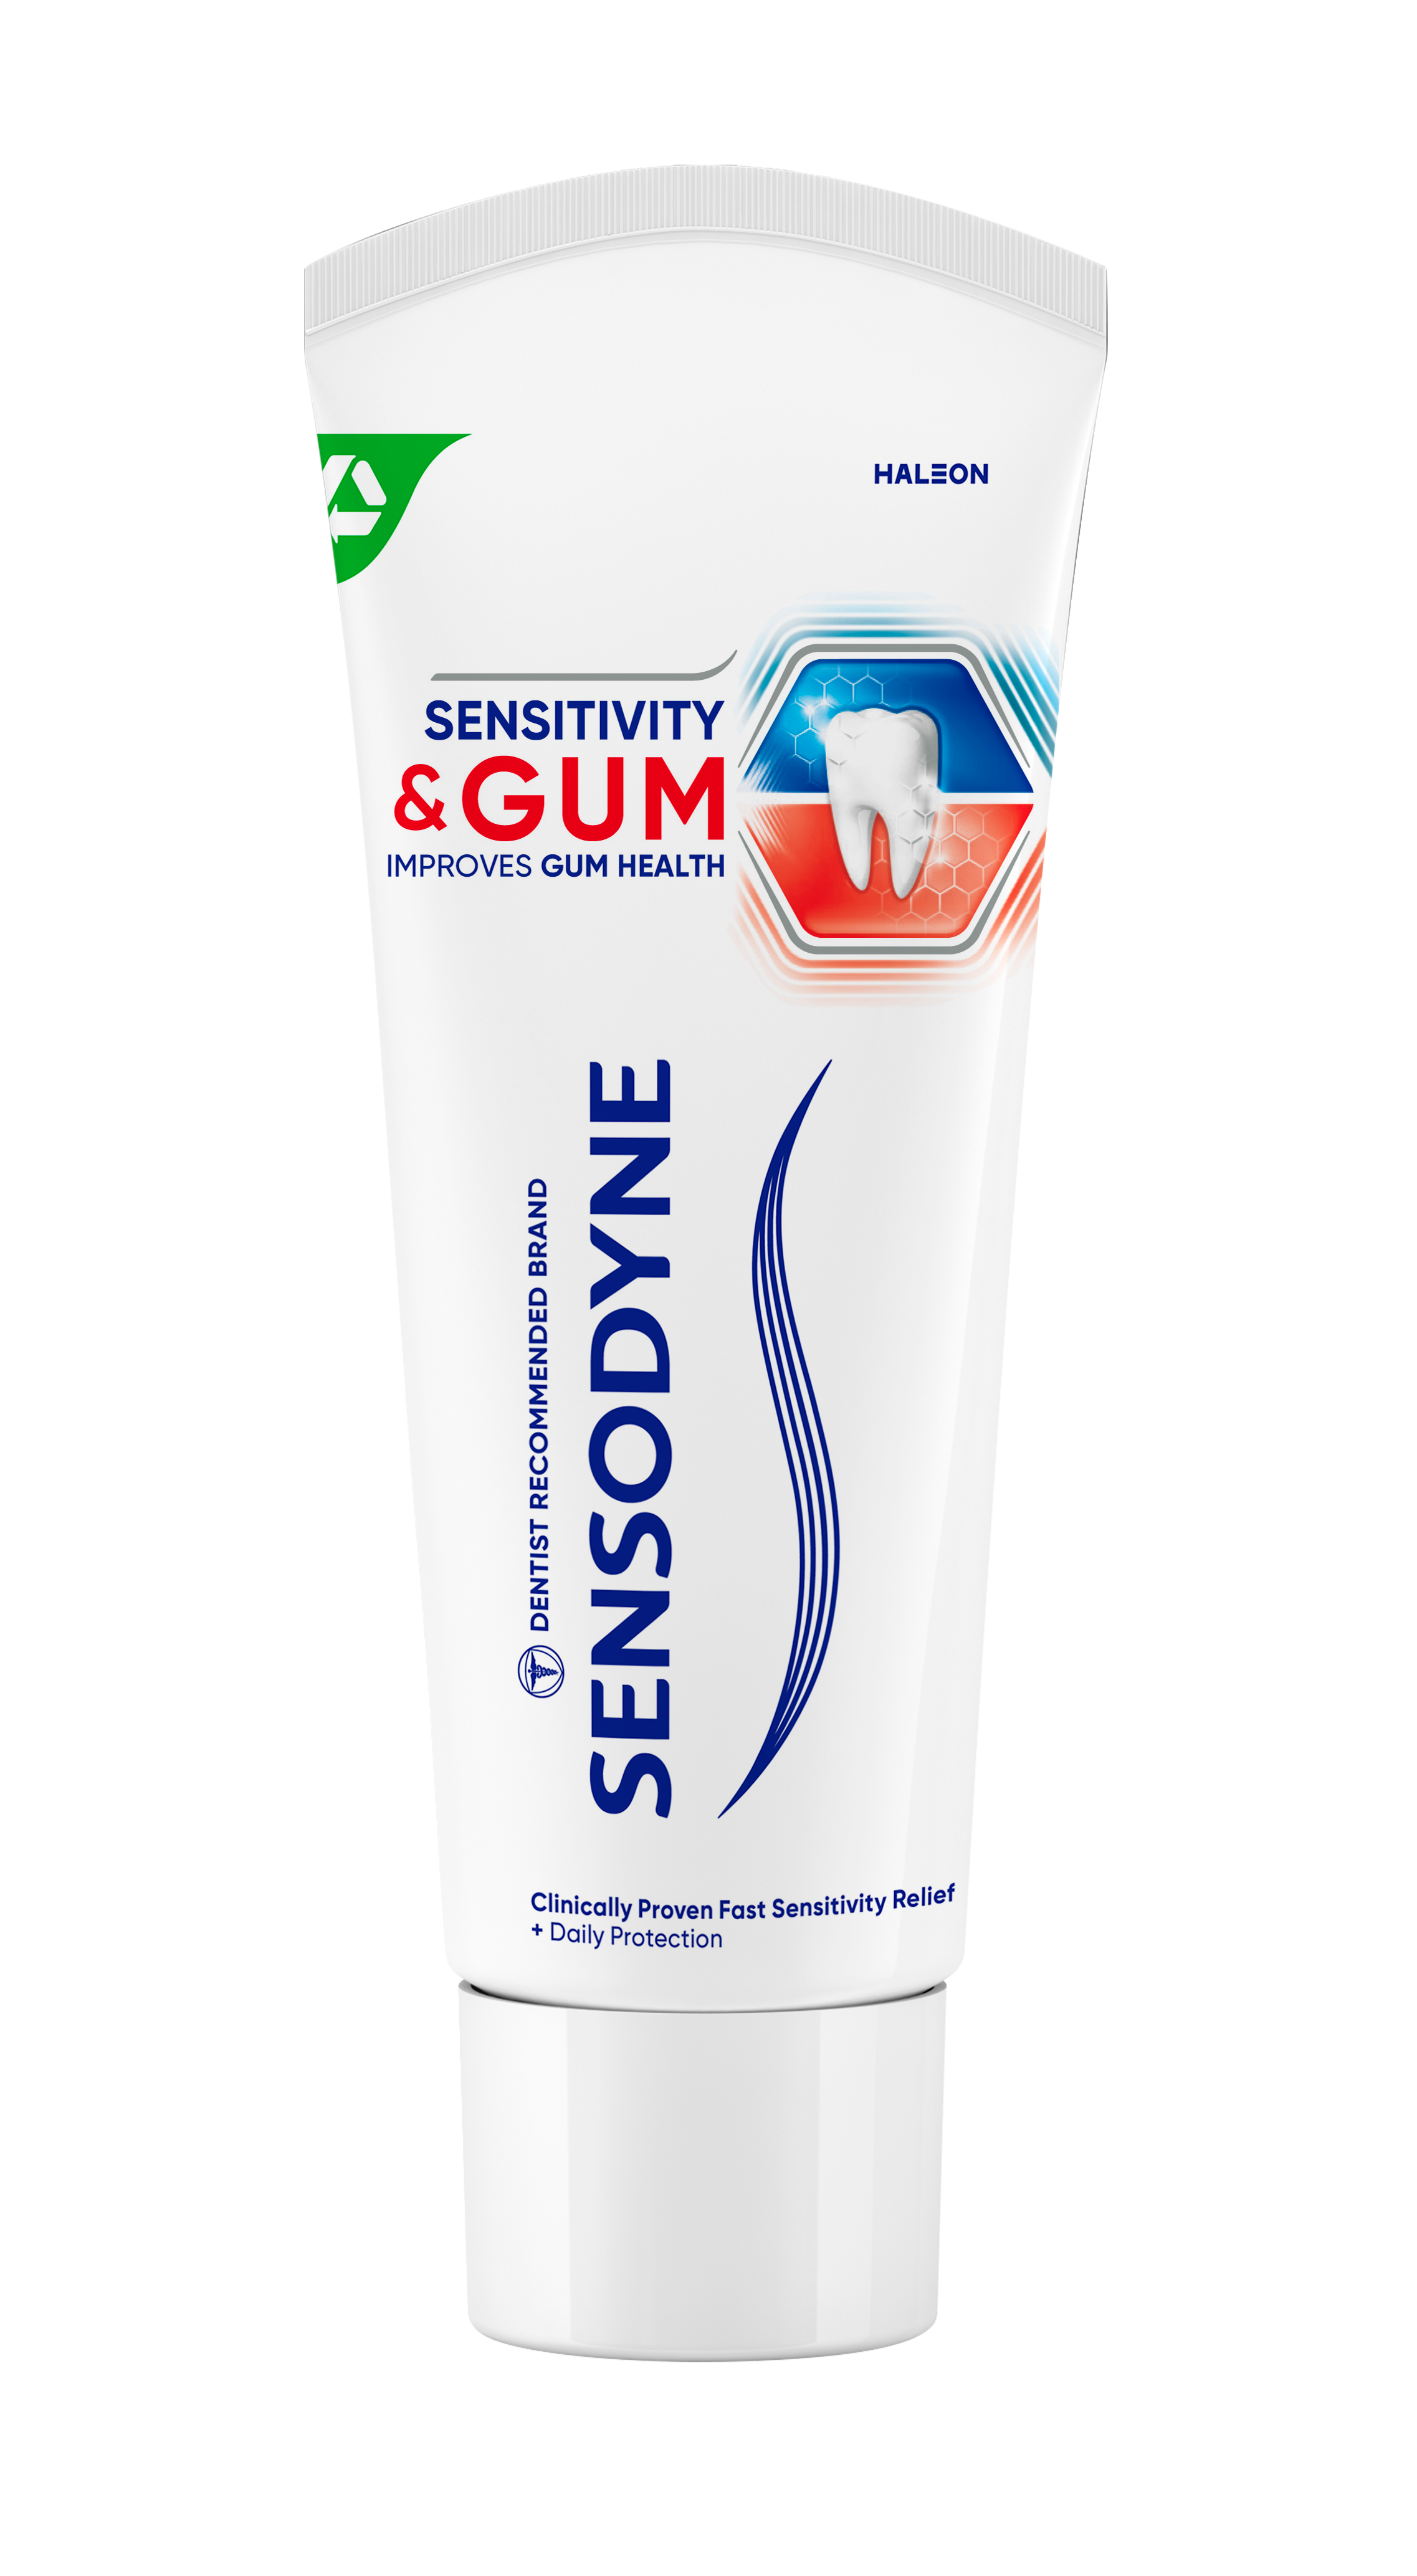 HALEON
SENSITIVITY
& GUM
IMPROVES GUM HEALTH
DENTIST RECOMMENDED BRAND
SENSODYNE
Clinically Proven Fast Sensitivity Relief
+ Daily Protection